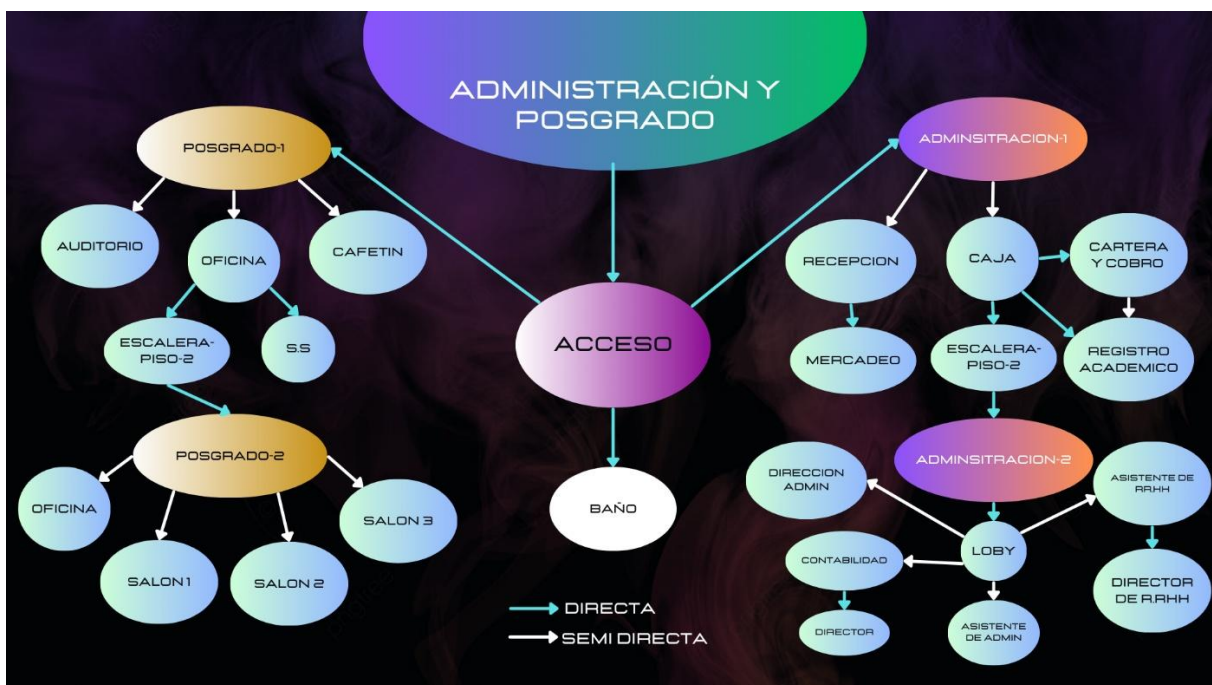 ADMINISTRACIÓN Y
POSGRADO
POSGRADO-1
AUDITORIO
OFICINA
CAFETIN
ESCALERA-
PISO-2
S.S
POSGRADO-2
OFICINA
SALON 1
SALON 2
SALON 3
ACCESO
BAÑO
DIRECTA
SEMI DIRECTA
ADMINSITRACION-1
RECEPCION
CAJA
CARTERA
Y COBRO
MERCADEO
ESCALERA-
PISO-2
REGISTRO
ACADEMICO
ADMINSITRACION-2
DIRECCION
ADMIN
ASISTENTE DE
RR.HH
LOBY
CONTABILIDAD
DIRECTOR
DE R.RHH
DIRECTOR
ASISTENTE
DE ADMIN